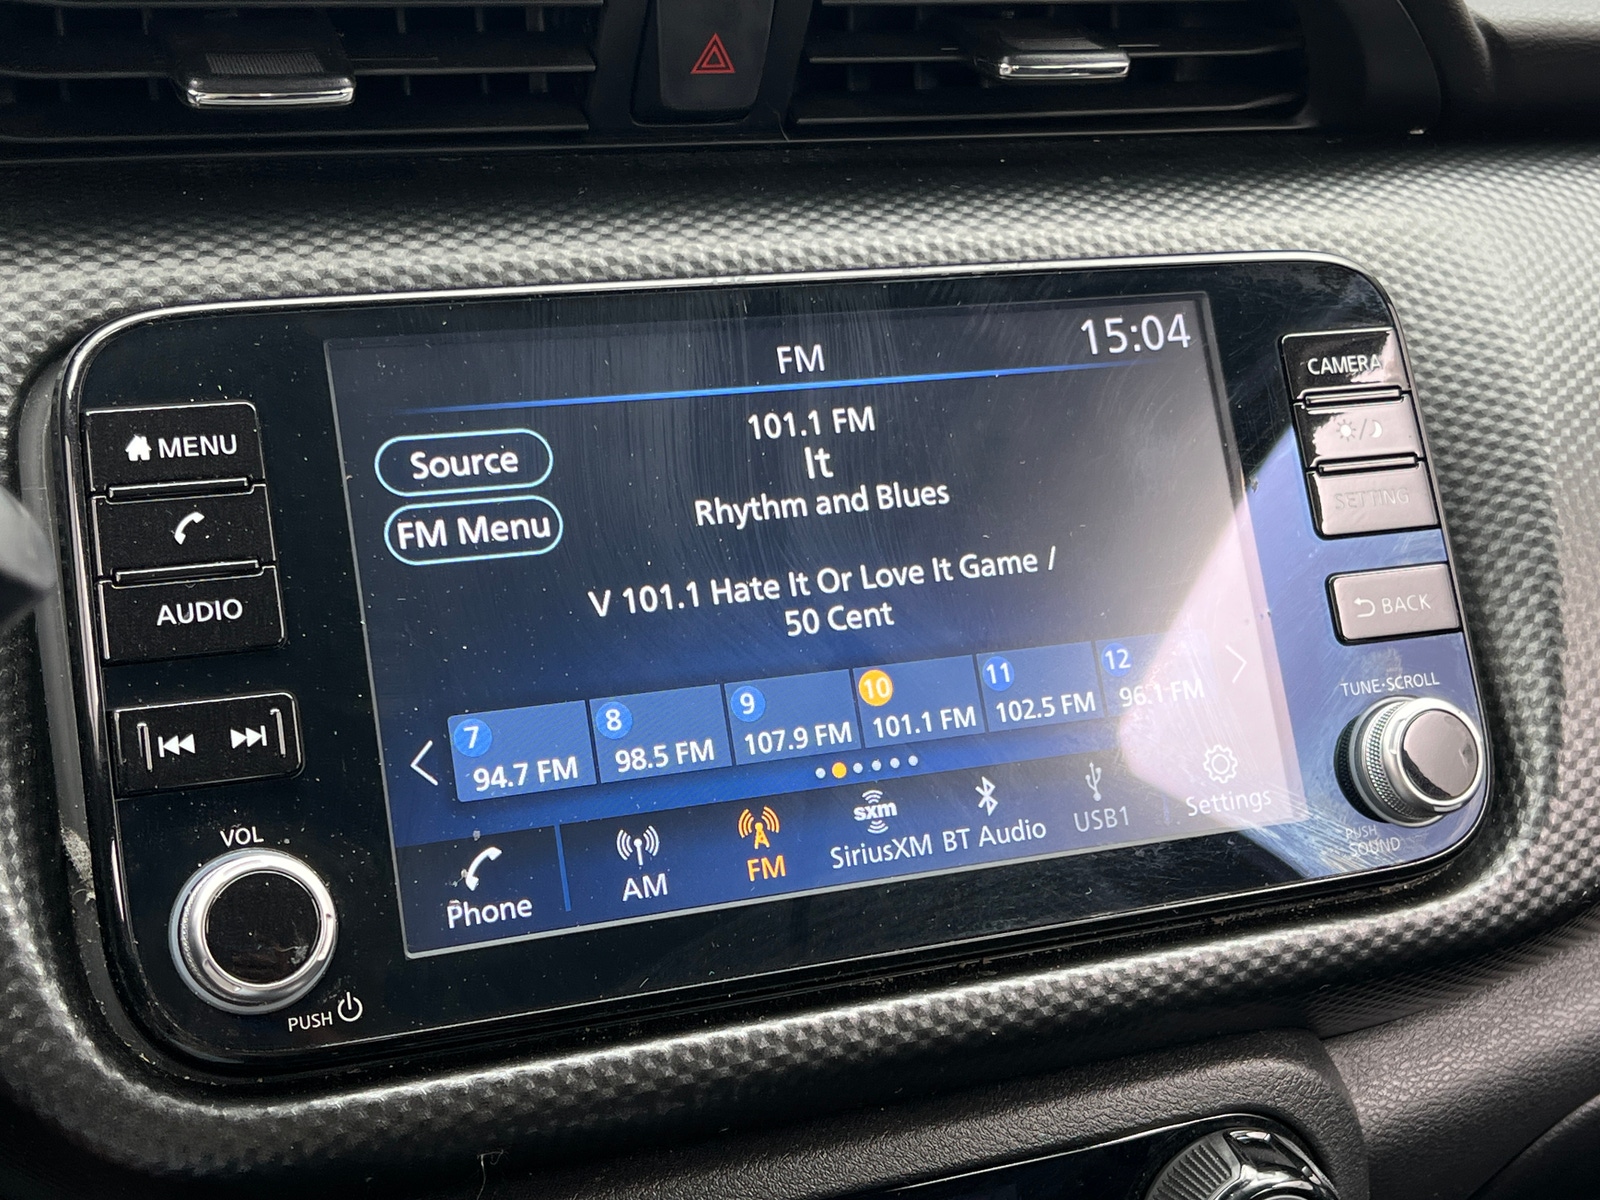 FM
15:04
101.1 FM
It
Rhythm and Blues
Source
FM Menu
V 101.1 Hate It Or Love It Game /
50 Cent
7
94.7 FM
8
98.5 FM
9
107.9 FM
10
101.1 FM
11
102.5 FM
12
96.1 FM
Phone
AM
FM
sxm
SiriusXM
BT Audio
USB1
Settings
MENU
AUDIO
VOL
PUSH
CAMERA
SETTING
BACK
TUNE·SCROLL
PUSH
SOUND